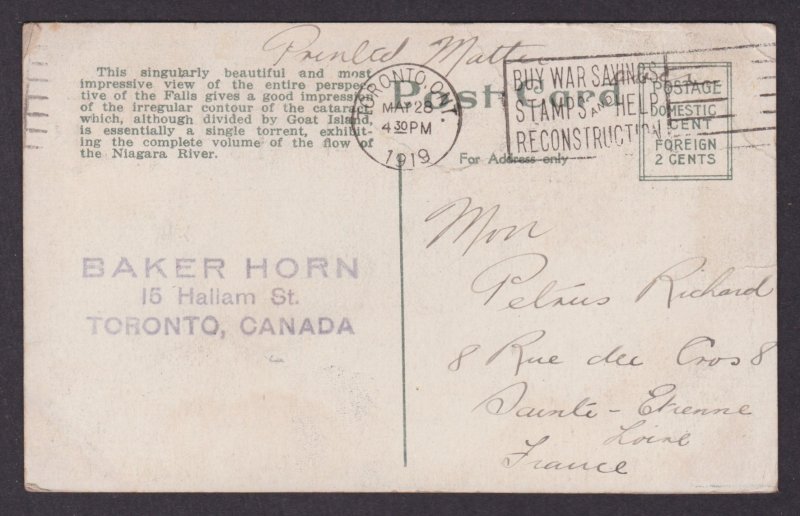 Printed Matter
This singularly beautiful and most
impressive view of the entire perspec-
tive of the Falls gives a good impression
of the irregular contour of the cataract
which, although divided by Goat Island,
is essentially a single torrent, exhibit-
ing the complete volume of the flow of
the Niagara River.
TORONTO, ONT.
MAY 28
4 30 PM
1919
Post Card
For Address only
BUY WAR SAVINGS
STAMPS AND HELP
RECONSTRUCTION
POSTAGE
DOMESTIC
1 CENT
FOREIGN
2 CENTS
BAKER HORN
15 Hallam St.
TORONTO, CANADA
Mon
Petrus Richard
8 Rue du Cros 8
Sainte-Etienne
Loire
France